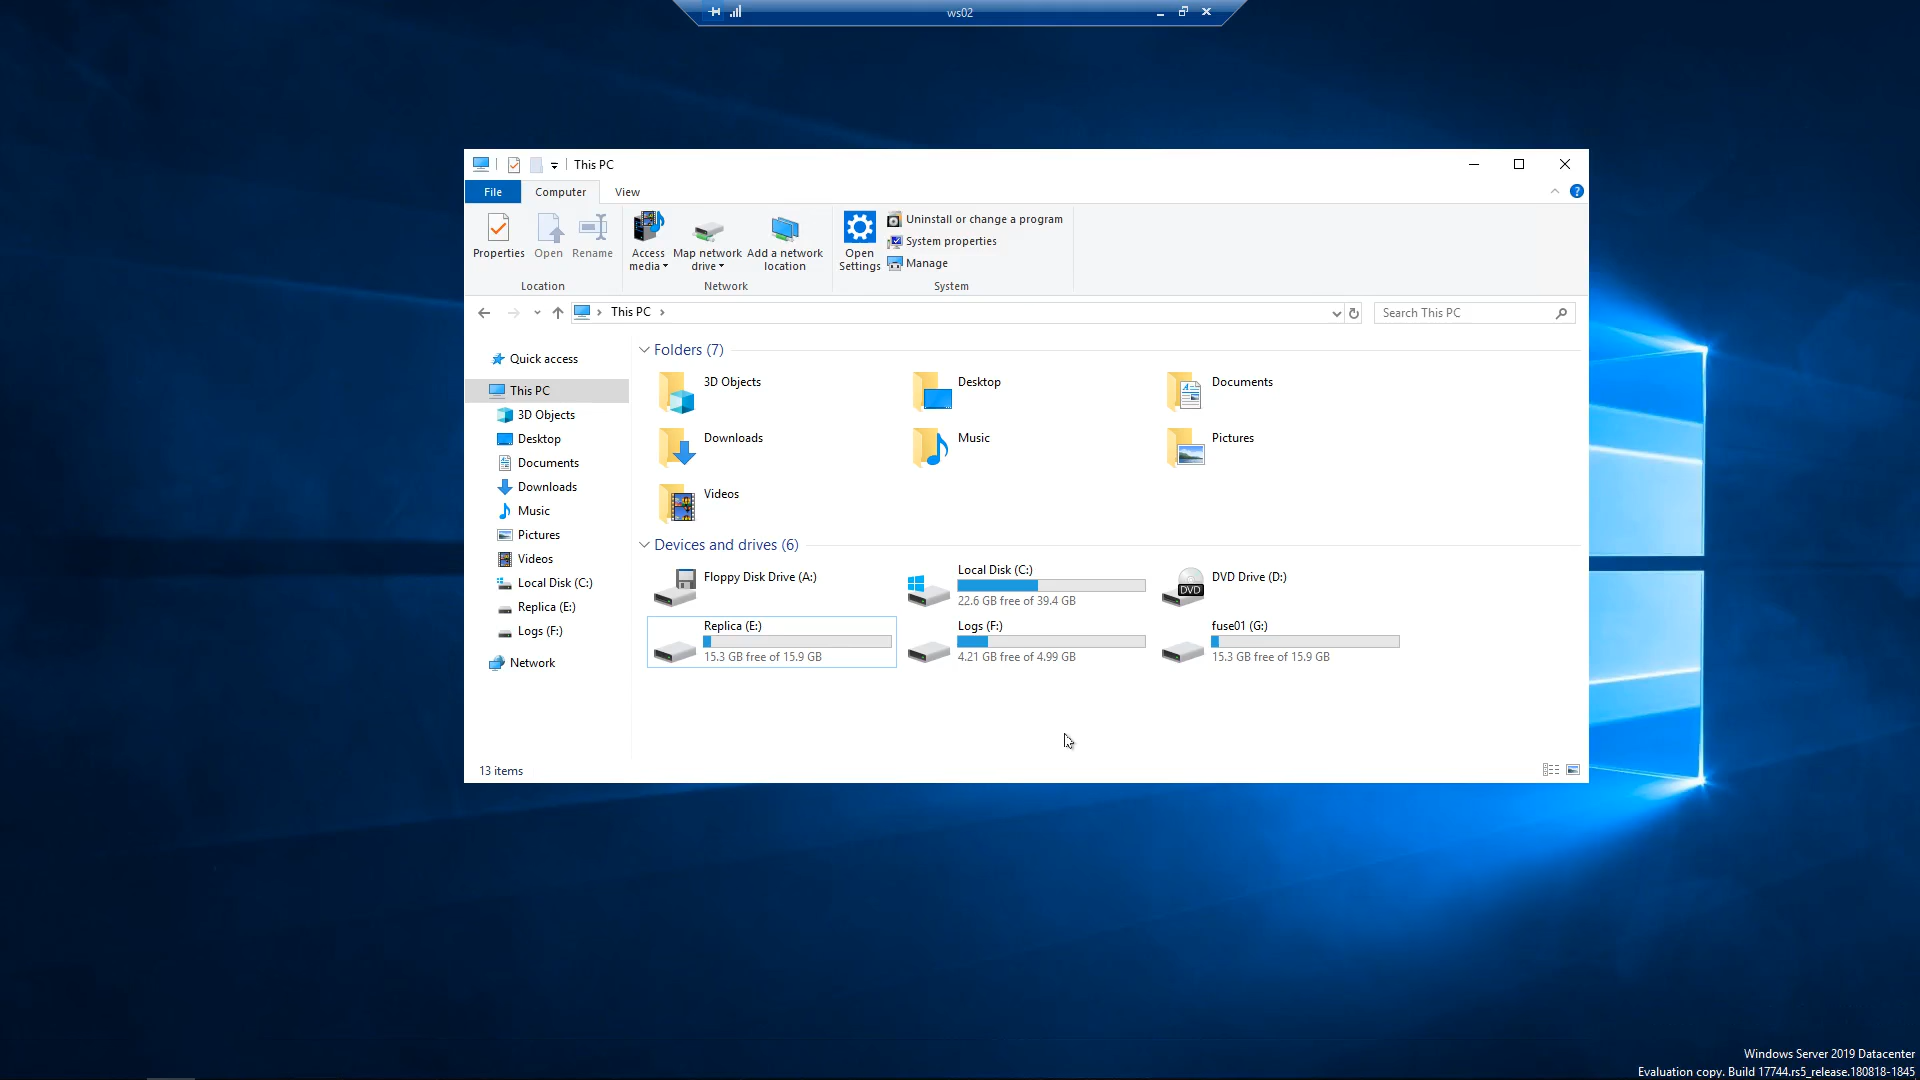 ws02
This PC
File
Computer
View
Properties
Open
Rename
Access
media
Map network
drive
Add a network
location
Open
Settings
Uninstall or change a program
System properties
Manage
Location
Network
System
This PC
Search This PC
Quick access
This PC
3D Objects
Desktop
Documents
Downloads
Music
Pictures
Videos
Local Disk (C:)
Replica (E:)
Logs (F:)
Network
Folders (7)
3D Objects
Desktop
Documents
Downloads
Music
Pictures
Videos
Devices and drives (6)
Floppy Disk Drive (A:)
Local Disk (C:)
22.6 GB free of 39.4 GB
DVD
DVD Drive (D:)
Replica (E:)
15.3 GB free of 15.9 GB
Logs (F:)
4.21 GB free of 4.99 GB
fuse01 (G:)
15.3 GB free of 15.9 GB
13 items
Windows Server 2019 Datacenter
Evaluation copy. Build 17744.rs5_release.180818-1845